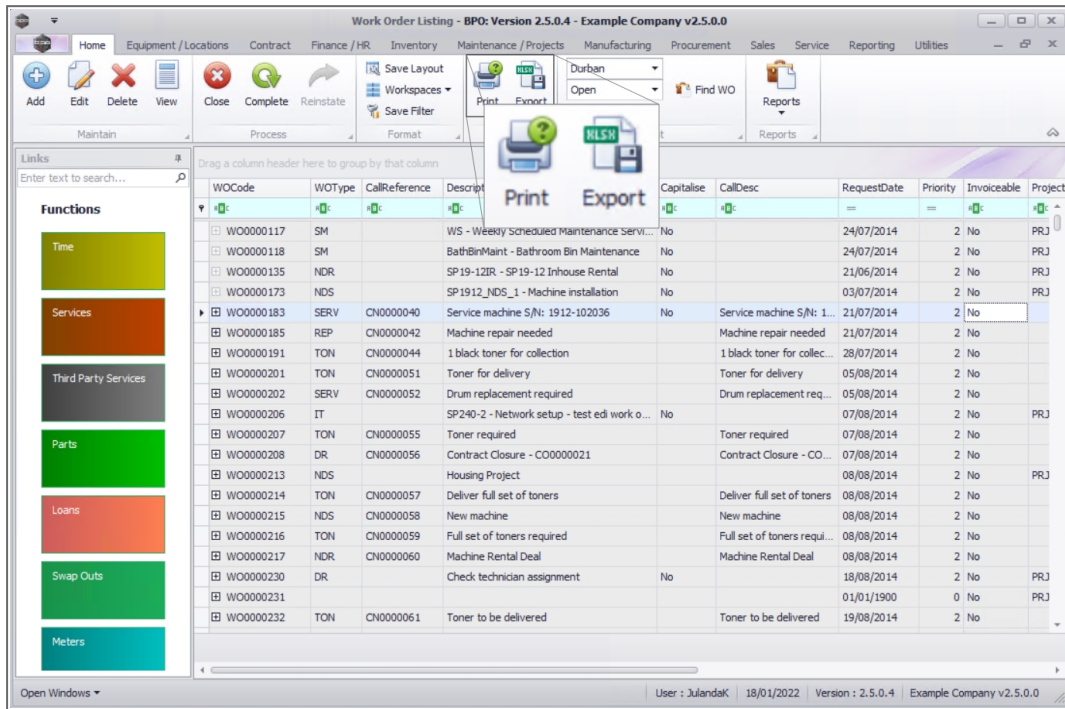 Work Order Listing - BPO: Version 2.5.0.4 - Example Company v2.5.0.0
Home Equipment / Locations Contract Finance / HR Inventory Maintenance / Projects Manufacturing Procurement Sales Service Reporting Utilities
Add Edit Delete View
Maintain
Close Complete Reinstate
Process
Save Layout
Workspaces
Save Filter
Format
Print Export
Durban
Open
Find WO
Reports
Reports
XLSX
Print Export
Links
Enter text to search...
Functions
Time
Services
Third Party Services
Parts
Loans
Swap Outs
Meters
Drag a column header here to group by that column
WOCode WOType CallReference Descript Capitalise CallDesc RequestDate Priority Invoiceable Project
WO0000117 SM WS - Weekly Scheduled Maintenance Servi... No 24/07/2014 2 No PRJ
WO0000118 SM BathBinMaint - Bathroom Bin Maintenance No 24/07/2014 2 No PRJ
WO0000135 NDR SP19-12IR - SP19-12 Inhouse Rental No 21/06/2014 2 No PRJ
WO0000173 NDS SP1912_NDS_1 - Machine installation No 03/07/2014 2 No PRJ
WO0000183 SERV CN0000040 Service machine S/N: 1912-102036 No Service machine S/N: 1... 21/07/2014 2 No
WO0000185 REP CN0000042 Machine repair needed Machine repair needed 21/07/2014 2 No
WO0000191 TON CN0000044 1 black toner for collection 1 black toner for collec... 28/07/2014 2 No
WO0000201 TON CN0000051 Toner for delivery Toner for delivery 05/08/2014 2 No
WO0000202 SERV CN0000052 Drum replacement required Drum replacement req... 05/08/2014 2 No
WO0000206 IT SP240-2 - Network setup - test edi work o... No 07/08/2014 2 No PRJ
WO0000207 TON CN0000055 Toner required Toner required 07/08/2014 2 No
WO0000208 DR CN0000056 Contract Closure - CO0000021 Contract Closure - CO... 07/08/2014 2 No
WO0000213 NDS Housing Project 08/08/2014 2 No PRJ
WO0000214 TON CN0000057 Deliver full set of toners Deliver full set of toners 08/08/2014 2 No
WO0000215 NDS CN0000058 New machine New machine 08/08/2014 2 No
WO0000216 TON CN0000059 Full set of toners required Full set of toners requi... 08/08/2014 2 No
WO0000217 NDR CN0000060 Machine Rental Deal Machine Rental Deal 08/08/2014 2 No
WO0000230 DR Check technician assignment No 18/08/2014 2 No PRJ
WO0000231 01/01/1900 0 No PRJ
WO0000232 TON CN0000061 Toner to be delivered Toner to be delivered 19/08/2014 2 No
Open Windows
User : JulandaK 18/01/2022 Version : 2.5.0.4 Example Company v2.5.0.0